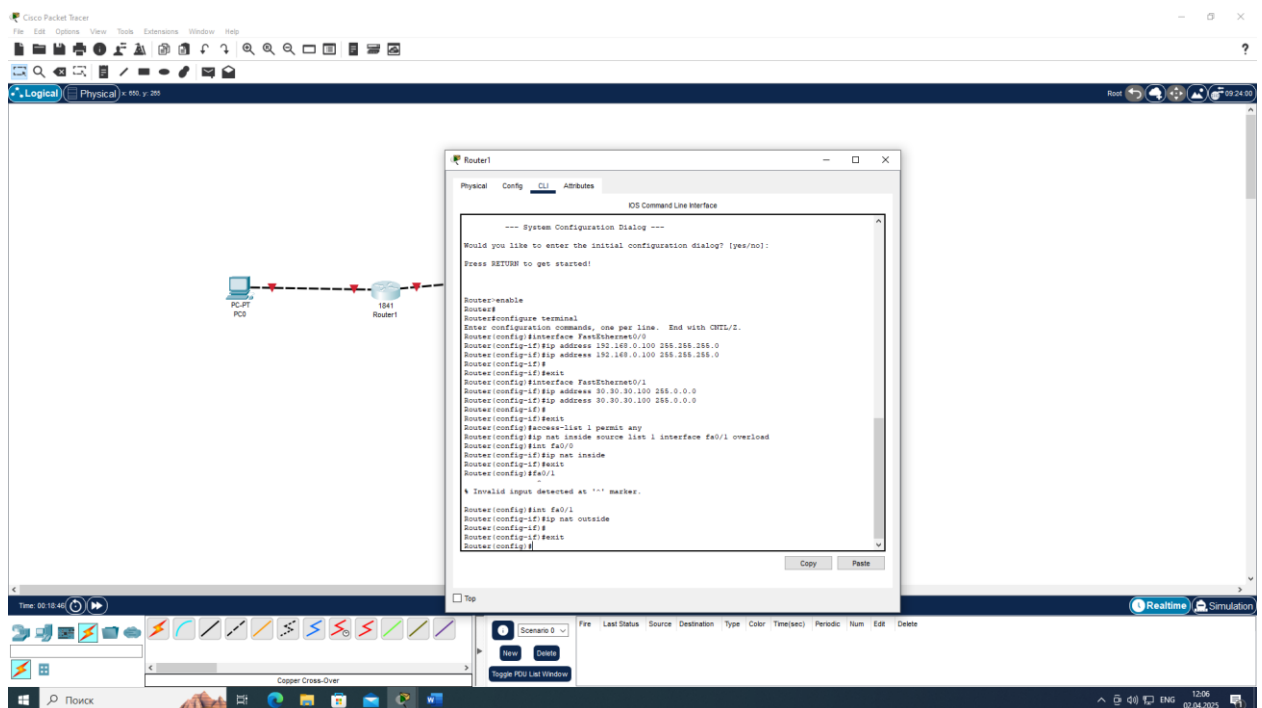 Cisco Packet Tracer
File Edit Options View Tools Extensions Window Help
?
Logical Physical x: 550, y: 255 Root 09:24:00
Router1
Physical Config CLI Attributes
IOS Command Line Interface
--- System Configuration Dialog ---
Would you like to enter the initial configuration dialog? [yes/no]:
Press RETURN to get started!
Router>enable
Router#
Router#configure terminal
Enter configuration commands, one per line. End with CNTL/Z.
Router(config)#interface FastEthernet0/0
Router(config-if)#ip address 192.168.0.100 255.255.255.0
Router(config-if)#ip address 192.168.0.100 255.255.255.0
Router(config-if)#
Router(config-if)#exit
Router(config)#interface FastEthernet0/1
Router(config-if)#ip address 30.30.30.100 255.0.0.0
Router(config-if)#ip address 30.30.30.100 255.0.0.0
Router(config-if)#
Router(config-if)#exit
Router(config)#access-list 1 permit any
Router(config)#ip nat inside source list 1 interface fa0/1 overload
Router(config)#int fa0/0
Router(config-if)#ip nat inside
Router(config-if)#exit
Router(config)#fa0/1
^
% Invalid input detected at '^' marker.
Router(config)#int fa0/1
Router(config-if)#ip nat outside
Router(config-if)#
Router(config-if)#exit
Router(config)#
Copy Paste
Top
PC-PT
PC0
1841
Router1
Time: 00:18:46 Realtime Simulation
Scenario 0 Fire Last Status Source Destination Type Color Time(sec) Periodic Num Edit Delete
New Delete
Toggle PDU List Window
Copper Cross-Over
Поиск ENG 12:06
02.04.2025